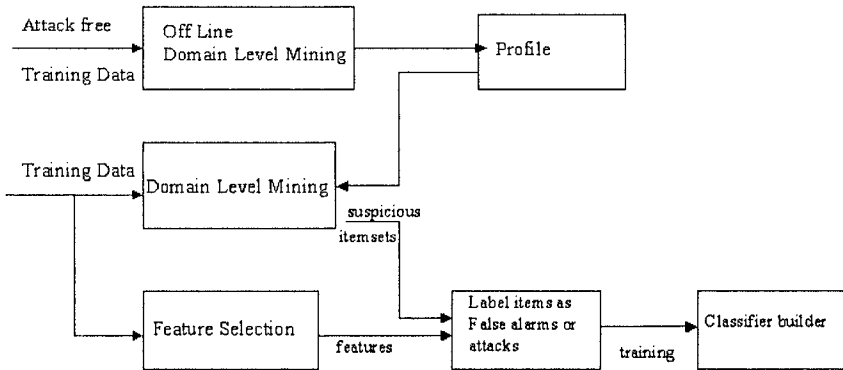 Attack free
Training Data
Off Line
Domain Level Mining
Profile
Training Data
Domain Level Mining
suspicious
itemsets
Feature Selection
features
Label items as
False alarms or
attacks
training
Classifier builder